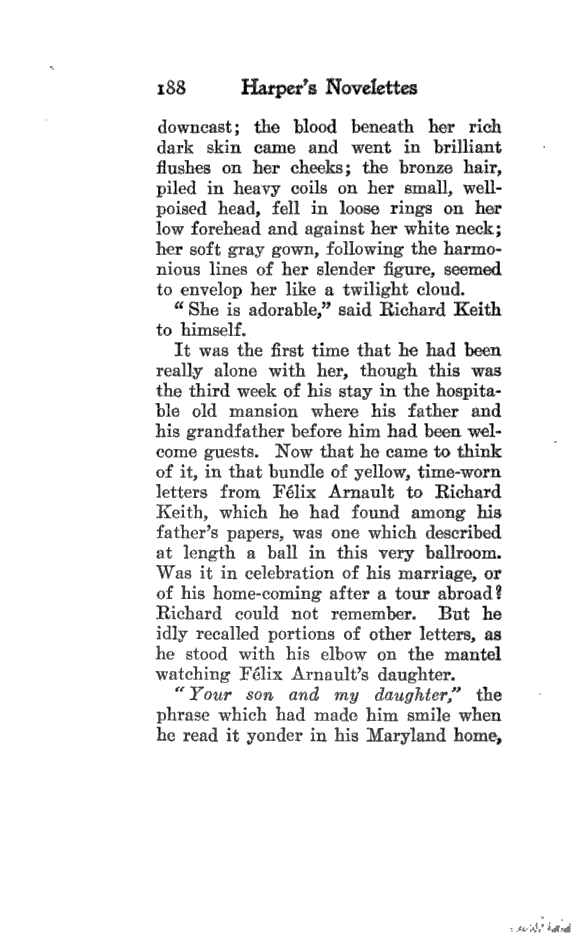 188 Harper's Novelettes
downcast; the blood beneath her rich
dark skin came and went in brilliant
flushes on her cheeks; the bronze hair,
piled in heavy coils on her small, well-
poised head, fell in loose rings on her
low forehead and against her white neck;
her soft gray gown, following the harmo-
nious lines of her slender figure, seemed
to envelop her like a twilight cloud.
"She is adorable," said Richard Keith
to himself.
It was the first time that he had been
really alone with her, though this was
the third week of his stay in the hospita-
ble old mansion where his father and
his grandfather before him had been wel-
come guests. Now that he came to think
of it, in that bundle of yellow, time-worn
letters from Félix Arnault to Richard
Keith, which he had found among his
father's papers, was one which described
at length a ball in this very ballroom.
Was it in celebration of his marriage, or
of his home-coming after a tour abroad?
Richard could not remember. But he
idly recalled portions of other letters, as
he stood with his elbow on the mantel
watching Félix Arnault's daughter.
"Your son and my daughter," the
phrase which had made him smile when
he read it yonder in his Maryland home,